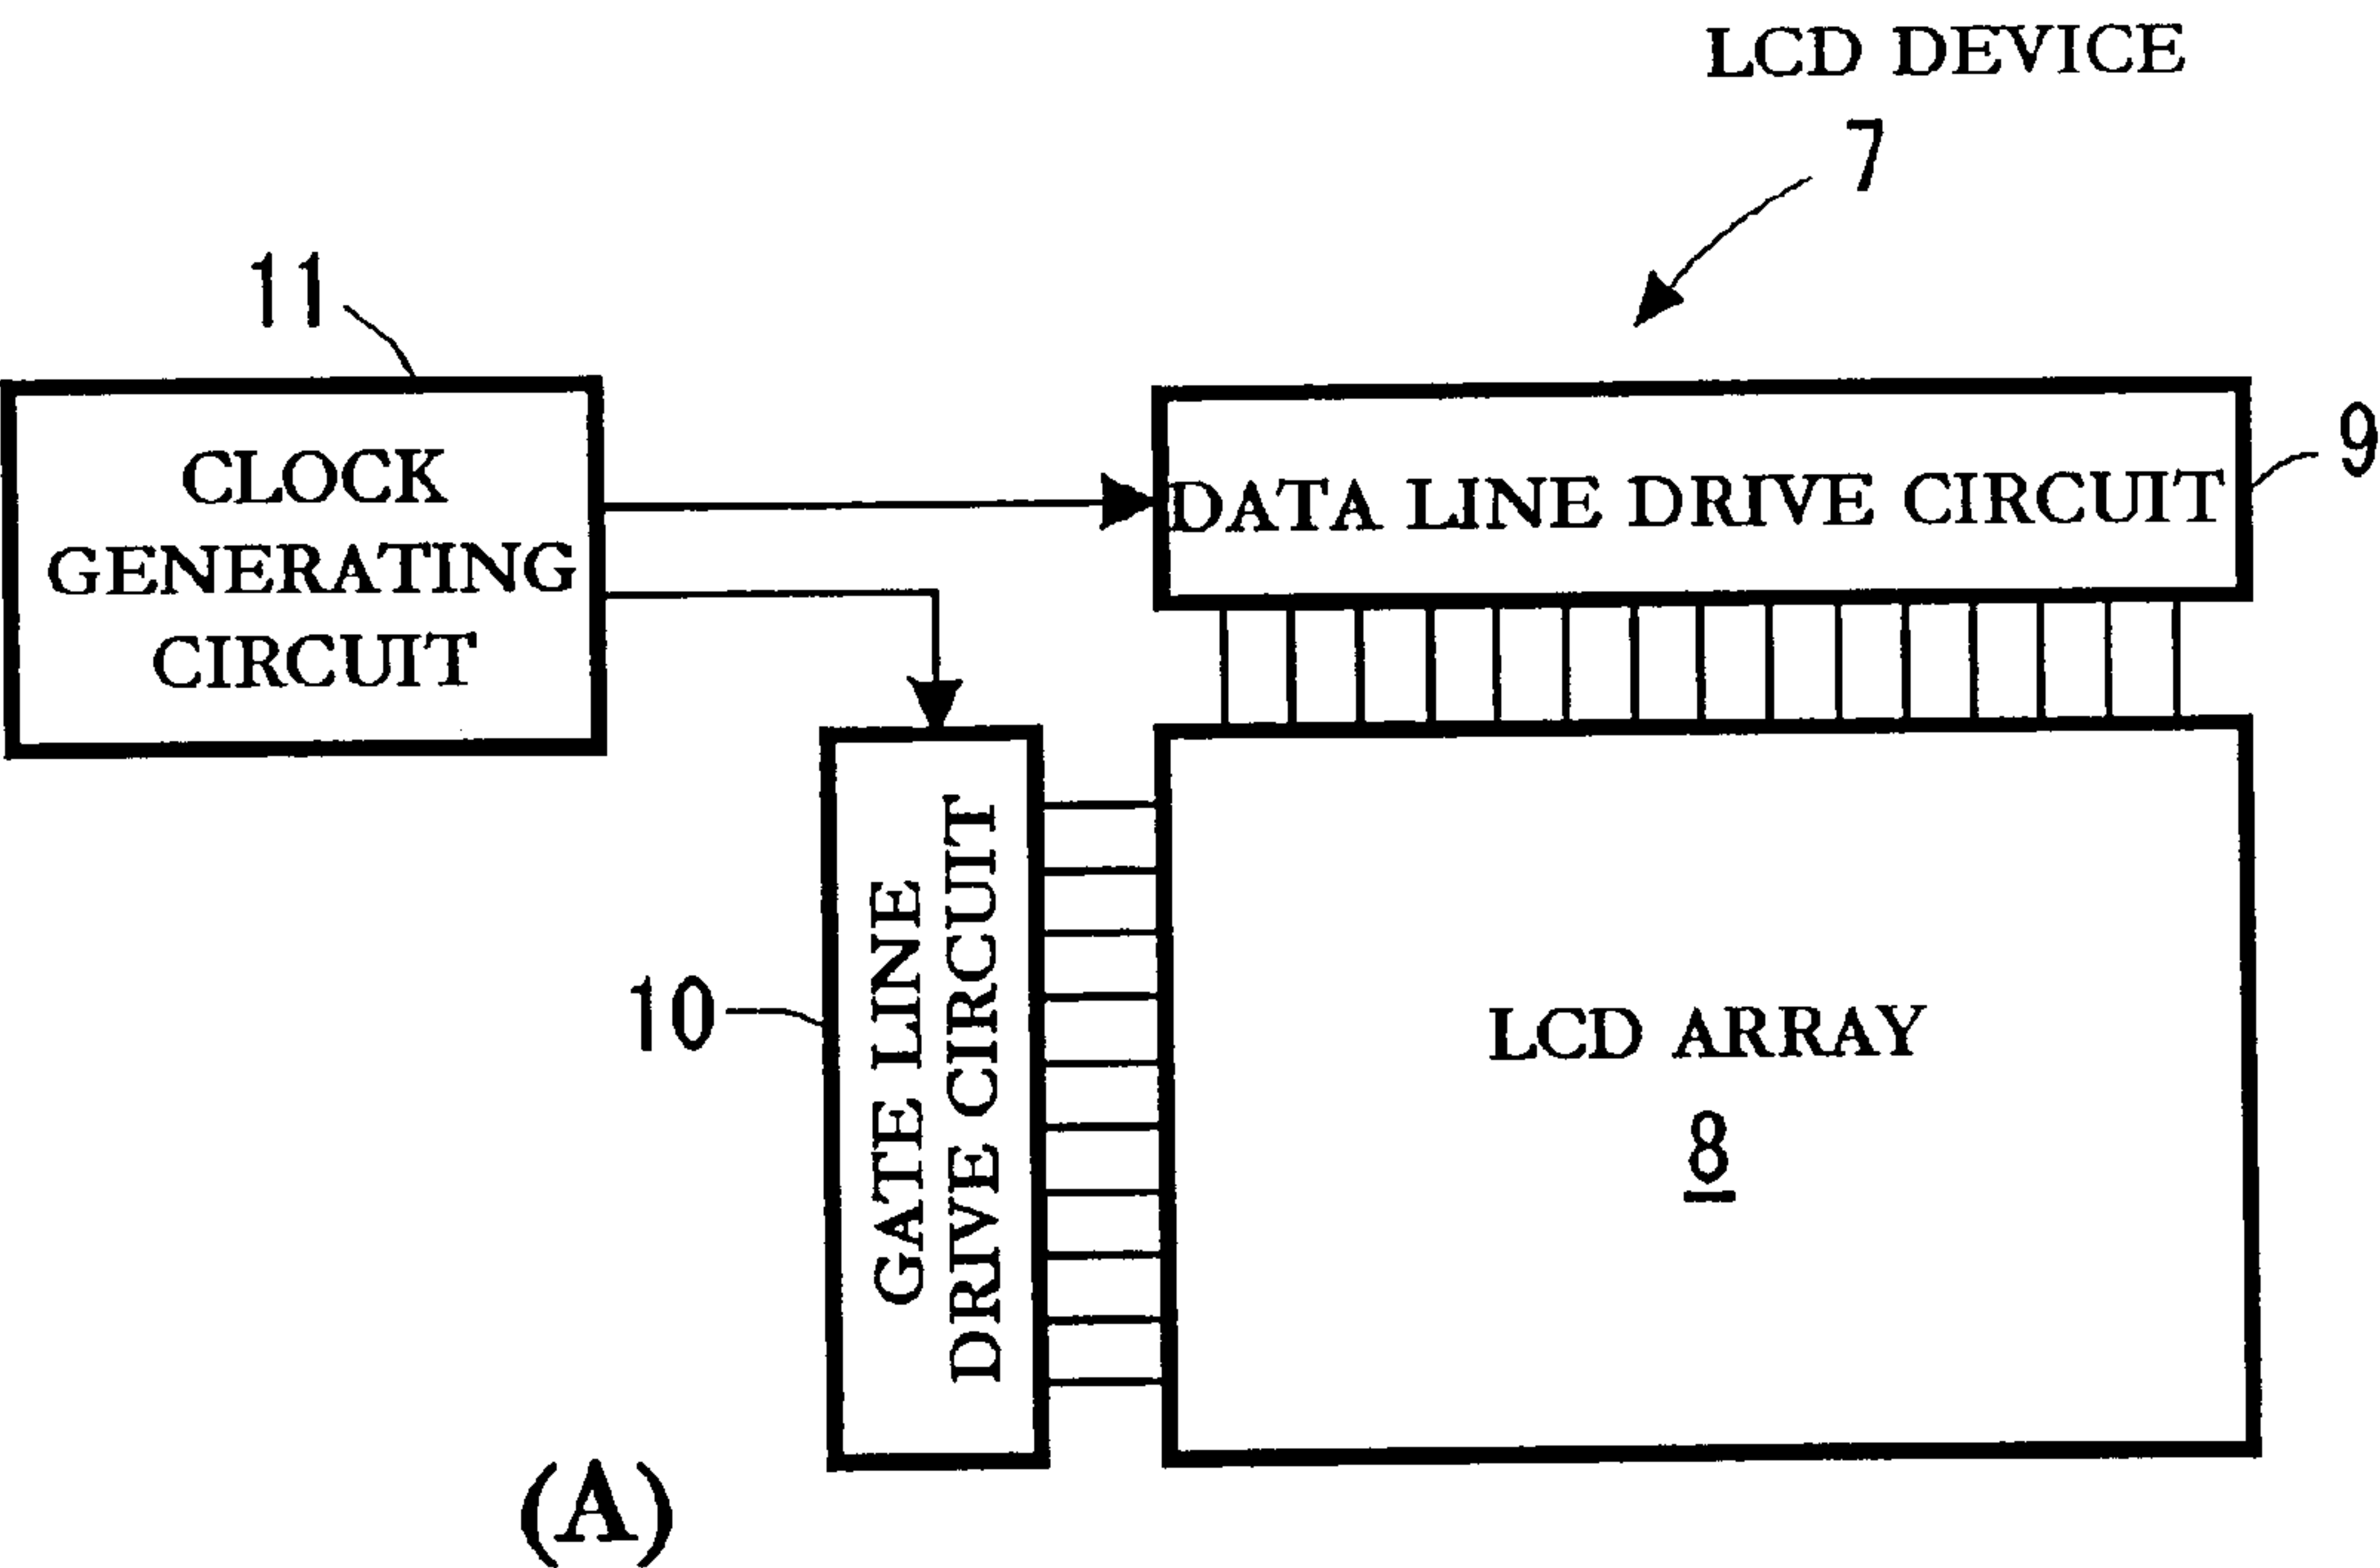 LCD DEVICE
7
11
CLOCK
GENERATING
CIRCUIT
DATA LINE DRIVE CIRCUIT
9
10
GATE LINE
DRIVE CIRCUIT
LCD ARRAY
8
(A)